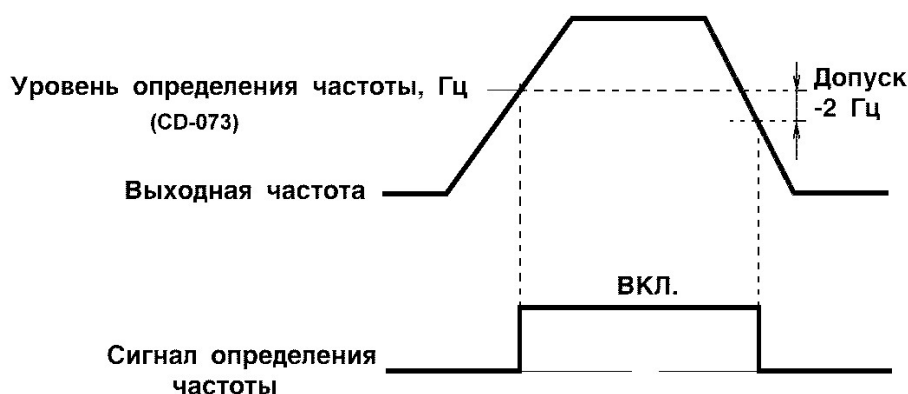 Уровень определения частоты, Гц
(CD-073)
Допуск
-2 Гц
Выходная частота
ВКЛ.
Сигнал определения
частоты